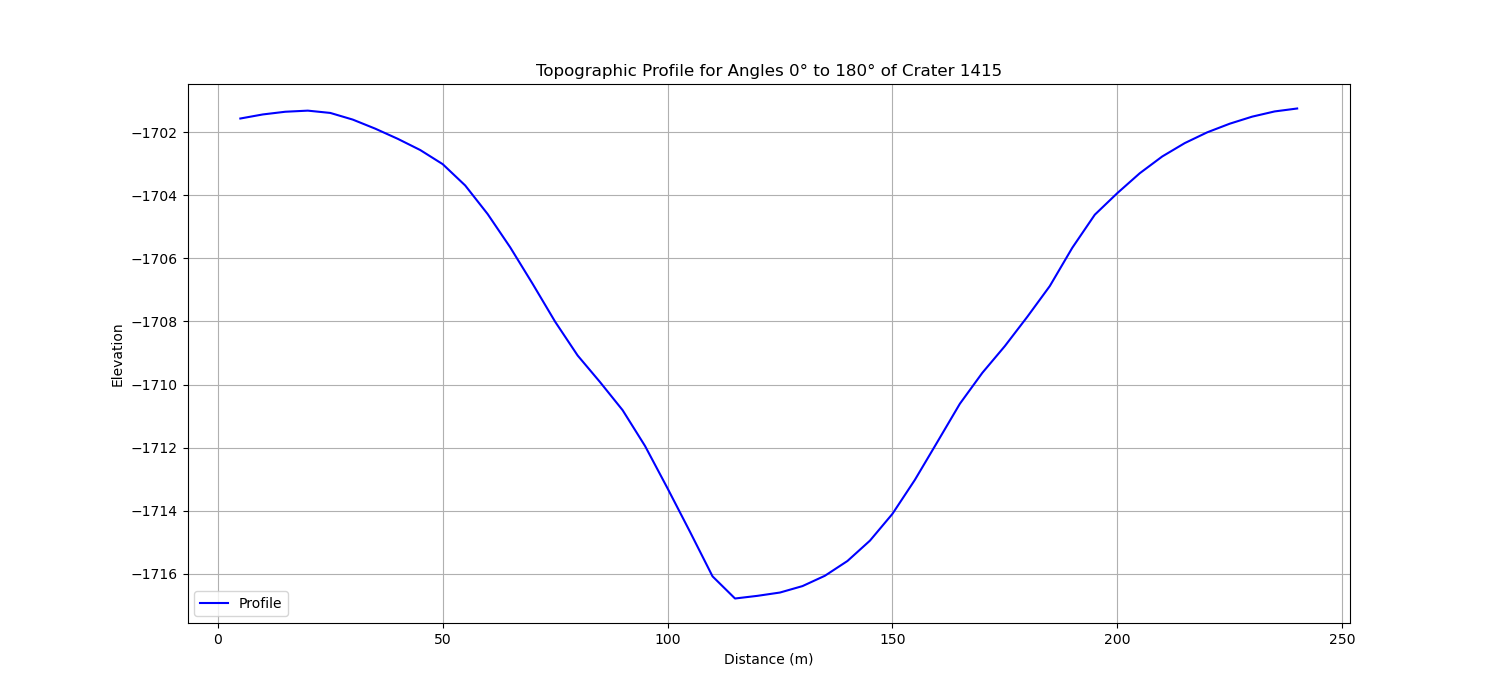 Topographic Profile for Angles 0° to 180° of Crater 1415
Elevation
−1702
−1704
−1706
−1708
−1710
−1712
−1714
−1716
Profile
0 50 100 150 200 250
Distance (m)